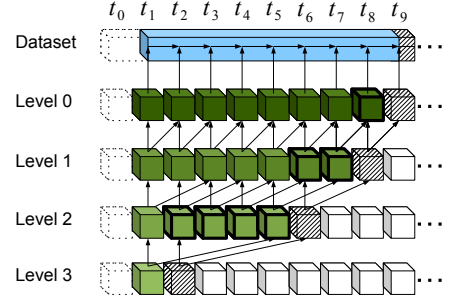 t0 t1 t2 t3 t4 t5 t6 t7 t8 t9
Dataset ...
Level 0 ...
Level 1 ...
Level 2 ...
Level 3 ...